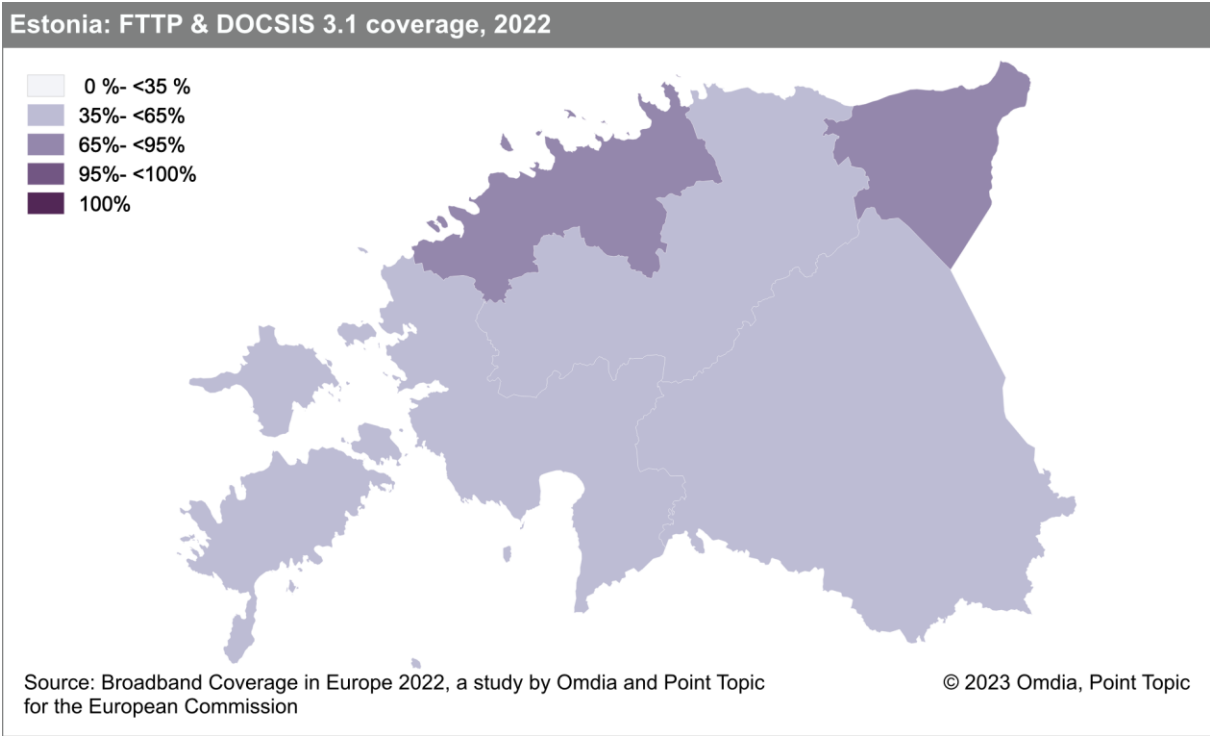 Estonia: FTTP & DOCSIS 3.1 coverage, 2022
0 %- <35 %
35%- <65%
65%- <95%
95%- <100%
100%
Source: Broadband Coverage in Europe 2022, a study by Omdia and Point Topic
for the European Commission
© 2023 Omdia, Point Topic